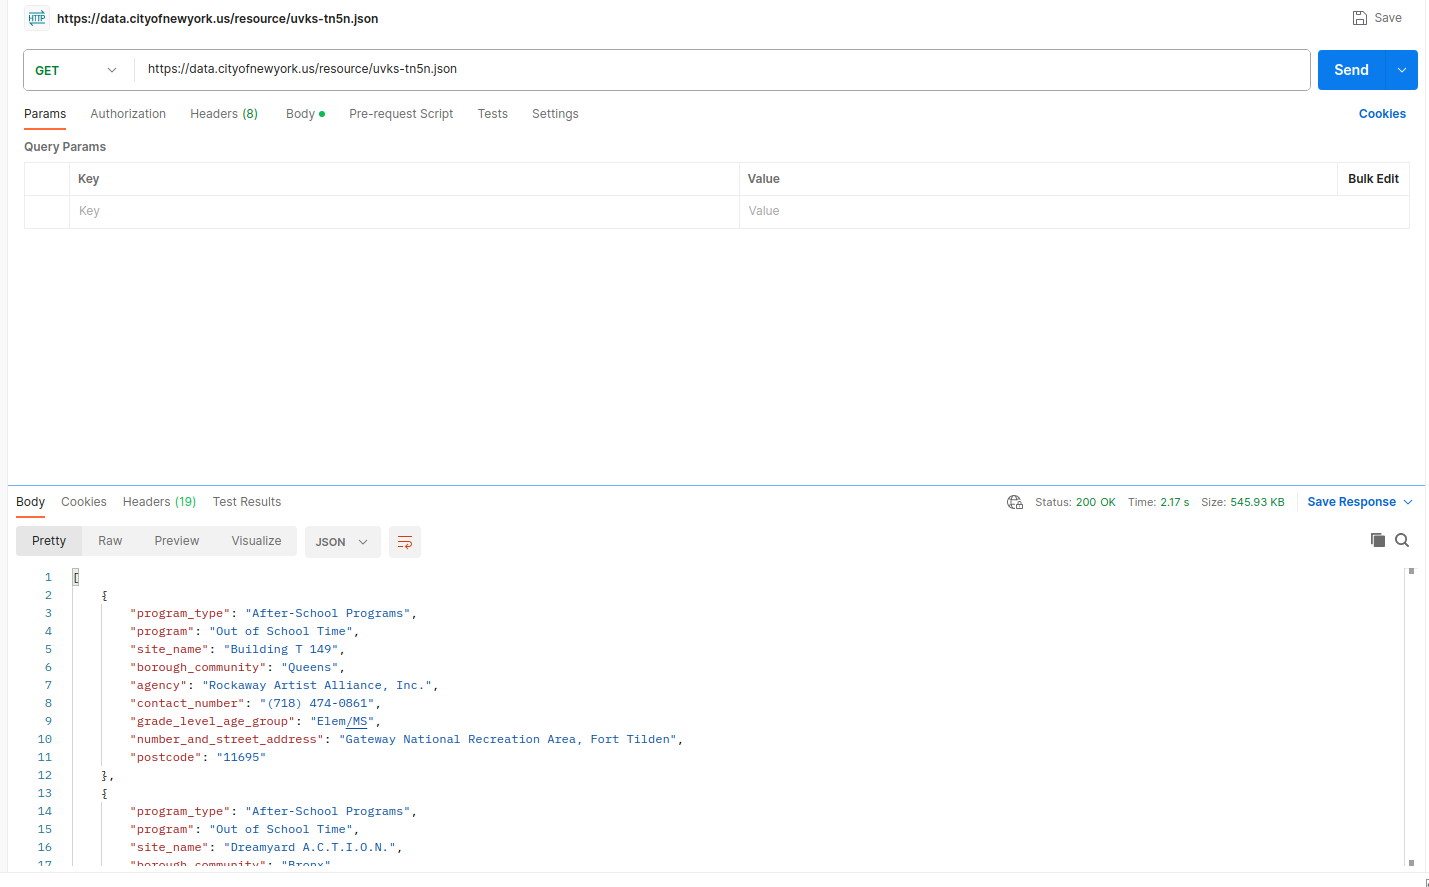 HTTP https://data.cityofnewyork.us/resource/uvks-tn5n.json Save
GET https://data.cityofnewyork.us/resource/uvks-tn5n.json Send
Params Authorization Headers (8) Body Pre-request Script Tests Settings Cookies
Query Params
Key Value Bulk Edit
Key Value
Body Cookies Headers (19) Test Results Status: 200 OK Time: 2.17 s Size: 545.93 KB Save Response
Pretty Raw Preview Visualize JSON
1 [
2 {
3 "program_type": "After-School Programs",
4 "program": "Out of School Time",
5 "site_name": "Building T 149",
6 "borough_community": "Queens",
7 "agency": "Rockaway Artist Alliance, Inc.",
8 "contact_number": "(718) 474-0861",
9 "grade_level_age_group": "Elem/MS",
10 "number_and_street_address": "Gateway National Recreation Area, Fort Tilden",
11 "postcode": "11695"
12 },
13 {
14 "program_type": "After-School Programs",
15 "program": "Out of School Time",
16 "site_name": "Dreamyard A.C.T.I.O.N.",
17 "borough_community": "Bronx"